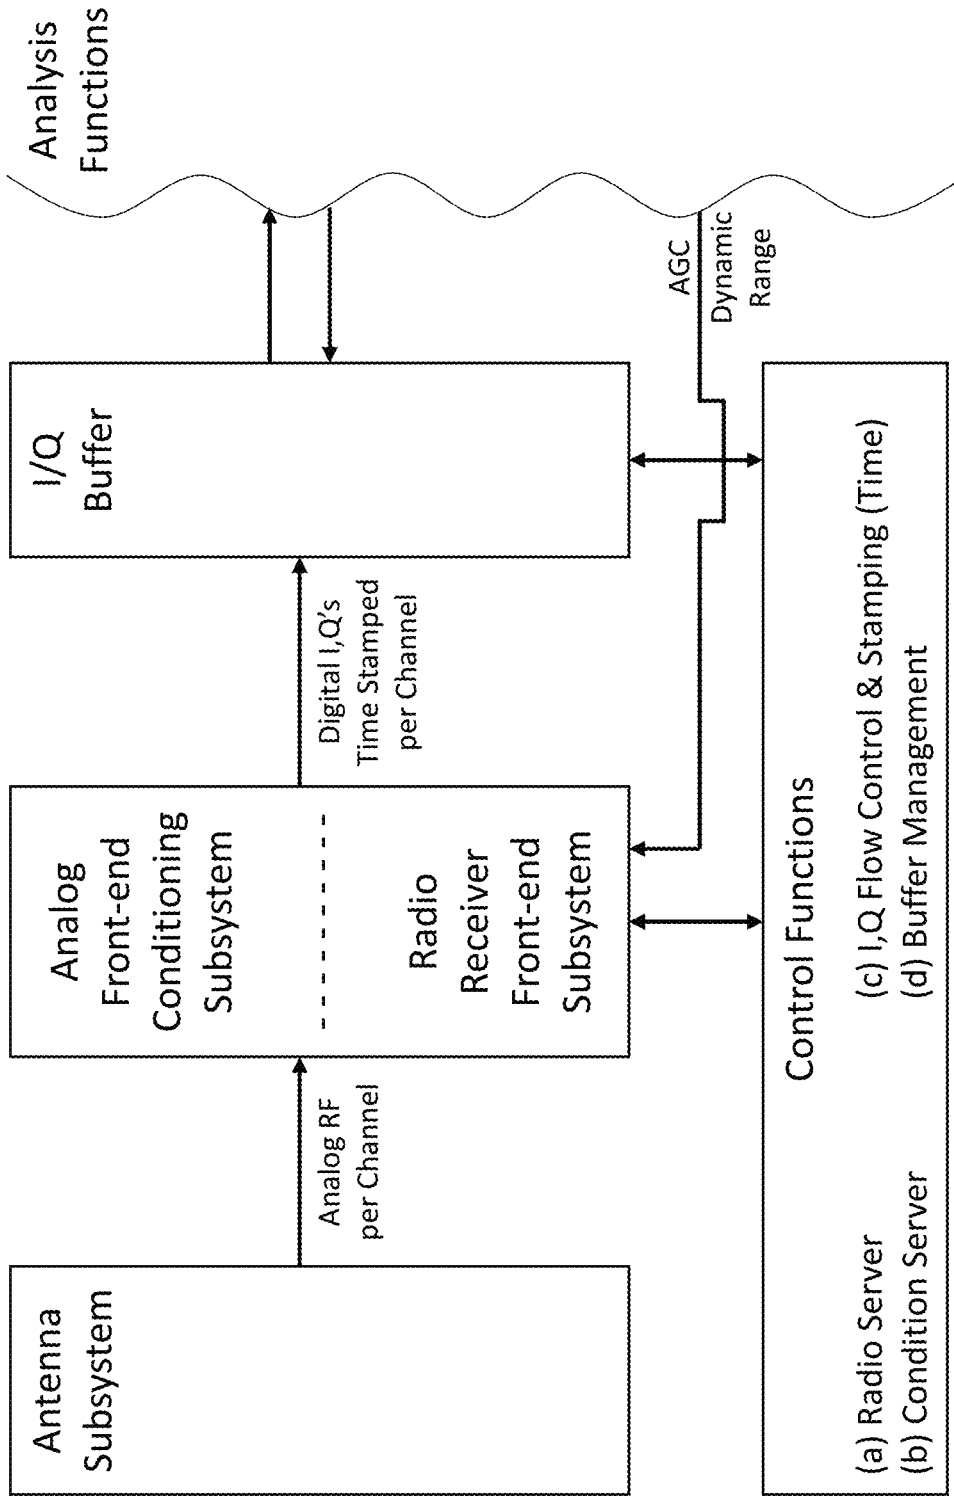 Antenna
Subsystem
Analog RF
per Channel
Analog
Front-end
Conditioning
Subsystem
Radio
Receiver
Front-end
Subsystem
Digital I,Q's
Time Stamped
per Channel
I/Q
Buffer
Analysis
Functions
AGC
Dynamic
Range
Control Functions
(a) Radio Server
(b) Condition Server
(c) I,Q Flow Control & Stamping (Time)
(d) Buffer Management